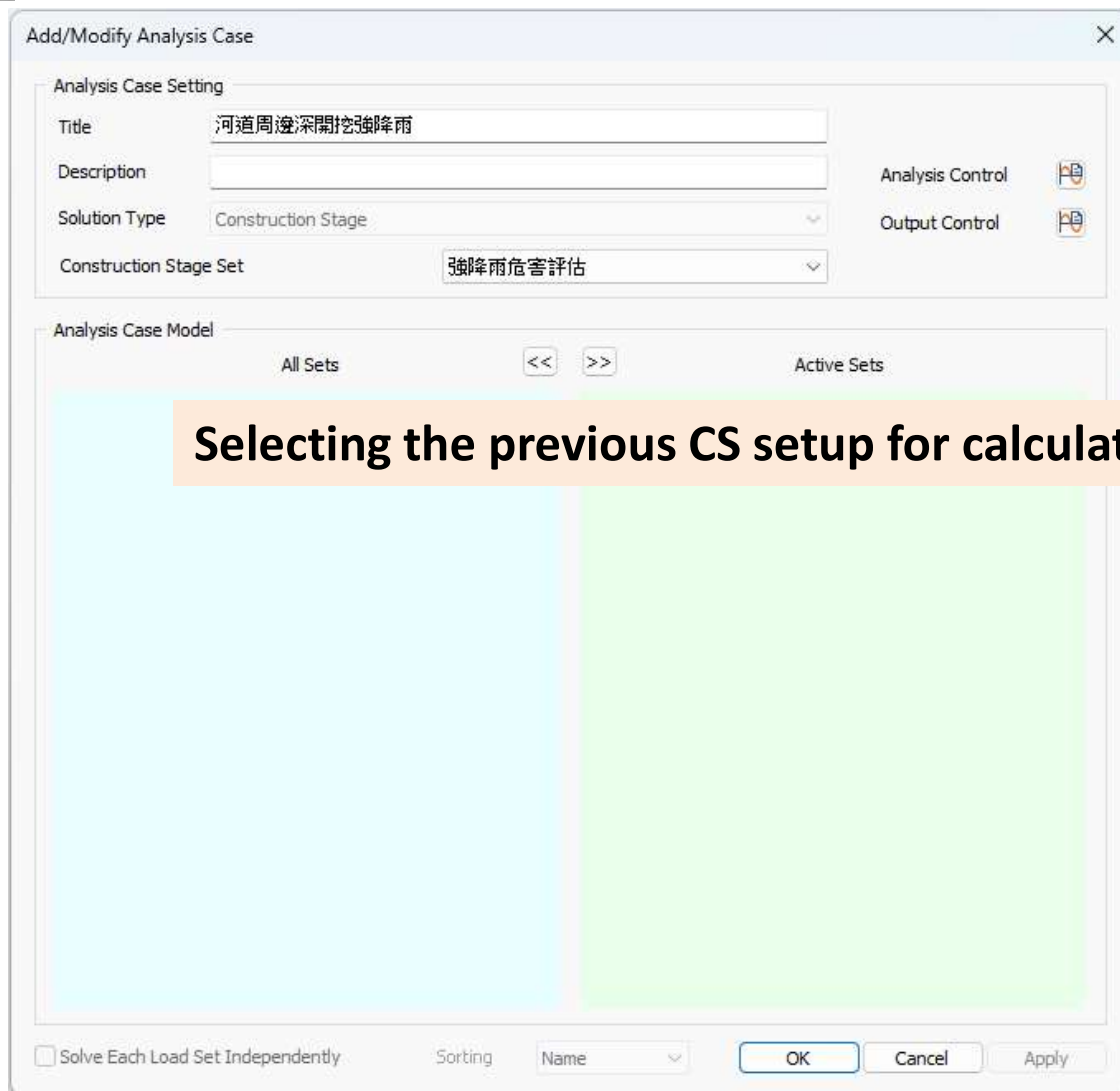 Add/Modify Analysis Case
Analysis Case Setting
Title 河道周邊深開挖強降雨
Description Analysis Control
Solution Type Construction Stage Output Control
Construction Stage Set 強降雨危害評估
Analysis Case Model
All Sets << >> Active Sets
Selecting the previous CS setup for calculat
Solve Each Load Set Independently Sorting Name OK Cancel Apply